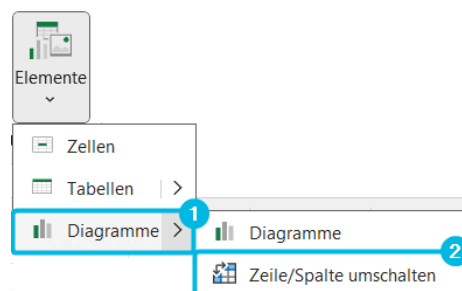 Elemente
Zellen
Tabellen
1
Diagramme
Diagramme
2
Zeile/Spalte umschalten